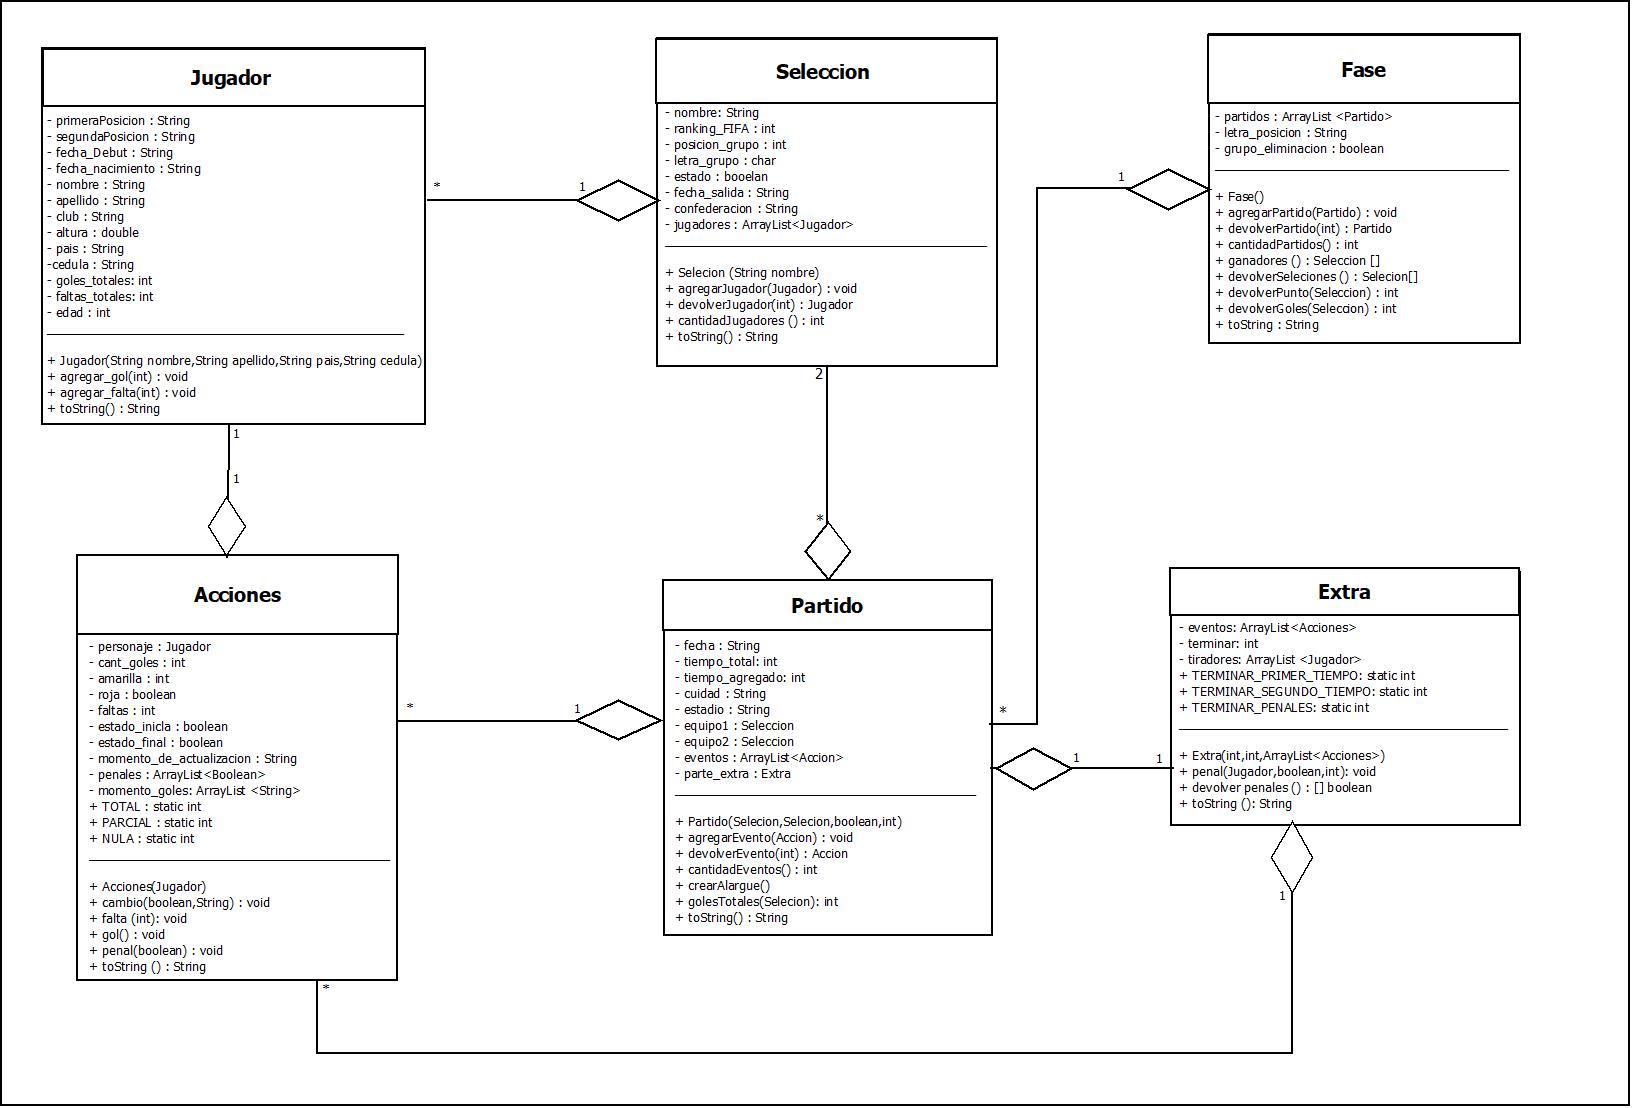 Jugador
- primeraPosicion : String
- segundaPosicion : String
- fecha_Debut : String
- fecha_nacimiento : String
- nombre : String
- apellido : String
- club : String
- altura : double
- pais : String
-cedula : String
- goles_totales: int
- faltas_totales: int
- edad : int
+ Jugador(String nombre,String apellido,String pais,String cedula)
+ agregar_gol(int) : void
+ agregar_falta(int) : void
+ toString() : String
* 1
Seleccion
- nombre: String
- ranking_FIFA : int
- posicion_grupo : int
- letra_grupo : char
- estado : booelan
- fecha_salida : String
- confederacion : String
- jugadores : ArrayList<Jugador>
+ Selecion (String nombre)
+ agregarJugador(Jugador) : void
+ devolverJugador(int) : Jugador
+ cantidadJugadores () : int
+ toString() : String
1
Fase
- partidos : ArrayList <Partido>
- letra_posicion : String
- grupo_eliminacion : boolean
+ Fase()
+ agregarPartido(Partido) : void
+ devolverPartido(int) : Partido
+ cantidadPartidos() : int
+ ganadores () : Seleccion []
+ devolverSeleciones () : Selecion[]
+ devolverPunto(Seleccion) : int
+ devolverGoles(Seleccion) : int
+ toString : String
1
1
2
*
Acciones
- personaje : Jugador
- cant_goles : int
- amarilla : int
- roja : boolean
- faltas : int
- estado_inicla : boolean
- estado_final : boolean
- momento_de_actualizacion : String
- penales : ArrayList<Boolean>
- momento_goles: ArrayList <String>
+ TOTAL : static int
+ PARCIAL : static int
+ NULA : static int
+ Acciones(Jugador)
+ cambio(boolean,String) : void
+ falta (int): void
+ gol() : void
+ penal(boolean) : void
+ toString () : String
* 1
Partido
- fecha : String
- tiempo_total: int
- tiempo_agregado: int
- cuidad : String
- estadio : String
- equipo1 : Seleccion
- equipo2 : Seleccion
- eventos : ArrayList<Accion>
- parte_extra : Extra
+ Partido(Selecion,Selecion,boolean,int)
+ agregarEvento(Accion) : void
+ devolverEvento(int) : Accion
+ cantidadEventos() : int
+ crearAlargue()
+ golesTotales(Selecion): int
+ toString() : String
*
1 1
Extra
- eventos: ArrayList<Acciones>
- terminar: int
- tiradores: ArrayList <Jugador>
+ TERMINAR_PRIMER_TIEMPO: static int
+ TERMINAR_SEGUNDO_TIEMPO: static int
+ TERMINAR_PENALES: static int
+ Extra(int,int,ArrayList<Acciones>)
+ penal(Jugador,boolean,int): void
+ devolver penales () : [] boolean
+ toString (): String
1
*